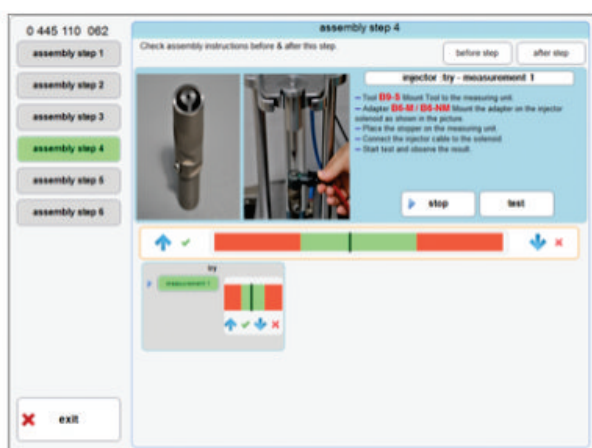 0 445 110 062
assembly step 1
assembly step 2
assembly step 3
assembly step 4
assembly step 5
assembly step 6
exit
assembly step 4
Check assembly instructions before & after this step.
before step
after step
injector try - measurement 1
– Tool B9-S Mount Tool to the measuring unit.
– Adapter B6-M / B6-NM Mount the adapter on the injector
solenoid as shown in the picture.
– Place the stopper on the measuring unit.
– Connect the injector cable to the solenoid
– Start test and observe the result.
stop
test
try
measurement 1